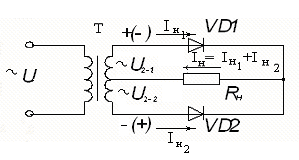 T +(-) Iн1 VD1
~U2-1 Iн=Iн1+Iн2
~U
~U2-2 Rн
-(+) VD2
Iн2